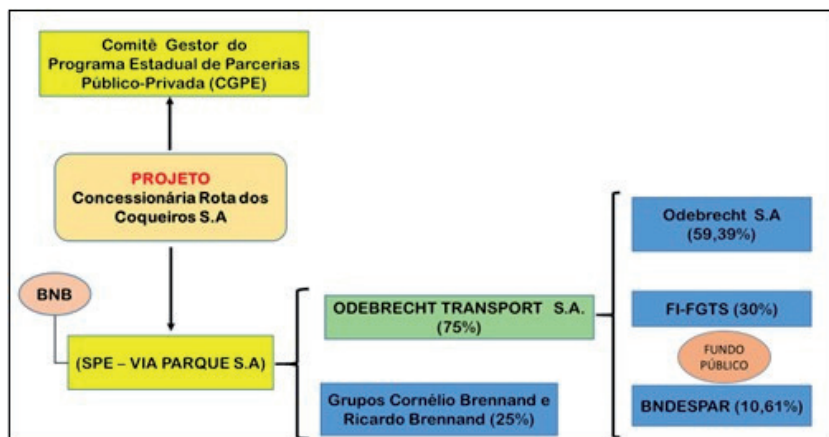 Comitê Gestor do
Programa Estadual de Parcerias
Público-Privada (CGPE)
PROJETO
Concessionária Rota dos
Coqueiros S.A
BNB
(SPE – VIA PARQUE S.A)
ODEBRECHT TRANSPORT S.A.
(75%)
Grupos Cornélio Brennand e
Ricardo Brennand (25%)
Odebrecht S.A
(59,39%)
FI-FGTS (30%)
FUNDO
PÚBLICO
BNDESPAR (10,61%)